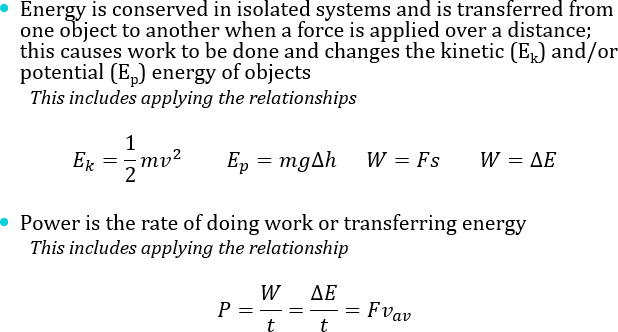 • Energy is conserved in isolated systems and is transferred from
one object to another when a force is applied over a distance;
this causes work to be done and changes the kinetic (Eₖ) and/or
potential (Eₚ) energy of objects
This includes applying the relationships
Eₖ = 1/2 mv² Eₚ = mgΔh W = Fs W = ΔE
• Power is the rate of doing work or transferring energy
This includes applying the relationship
P = W/t = ΔE/t = Fvₐᵥ